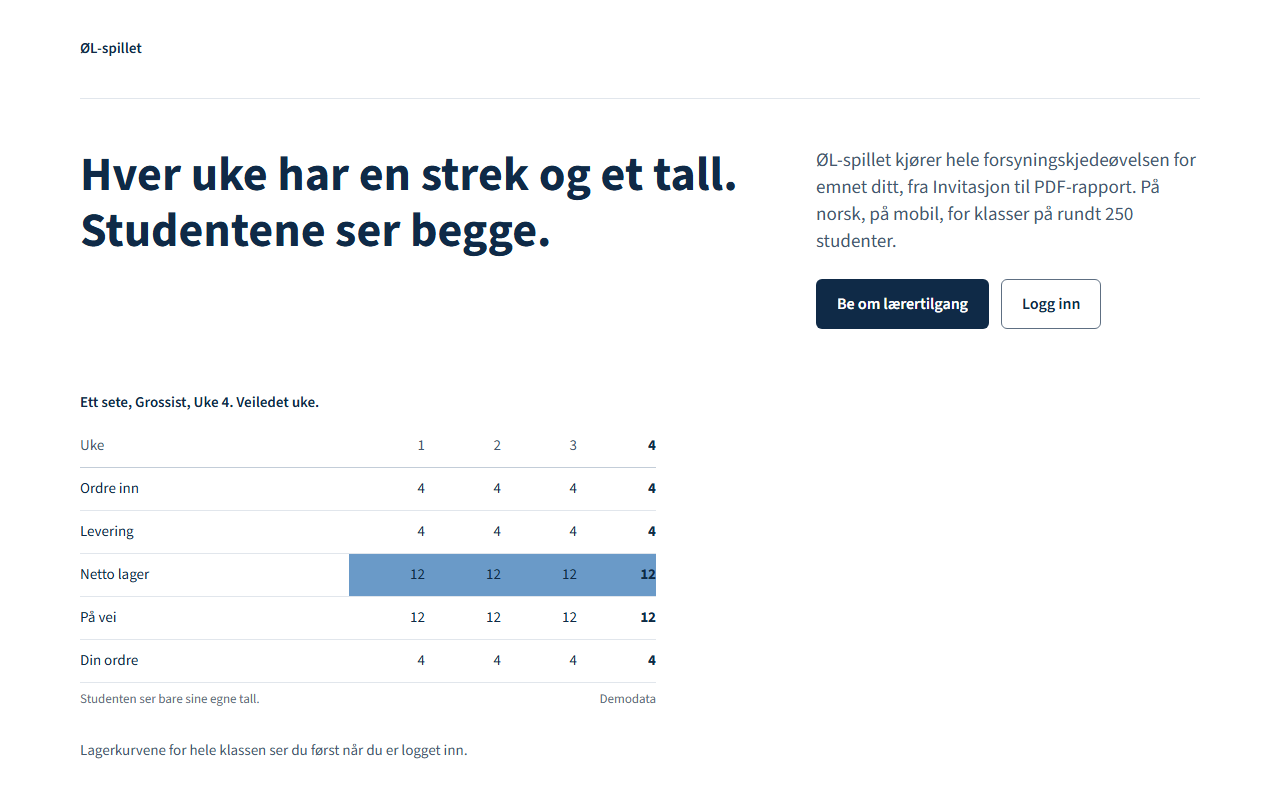 ØL-spillet
Hver uke har en strek og et tall.
Studentene ser begge.
ØL-spillet kjører hele forsyningskjedeøvelsen for
emnet ditt, fra Invitasjon til PDF-rapport. På
norsk, på mobil, for klasser på rundt 250
studenter.
Be om lærertilgang Logg inn
Ett sete, Grossist, Uke 4. Veiledet uke.
Uke 1 2 3 4
Ordre inn 4 4 4 4
Levering 4 4 4 4
Netto lager 12 12 12 12
På vei 12 12 12 12
Din ordre 4 4 4 4
Studenten ser bare sine egne tall. Demodata
Lagerkurvene for hele klassen ser du først når du er logget inn.